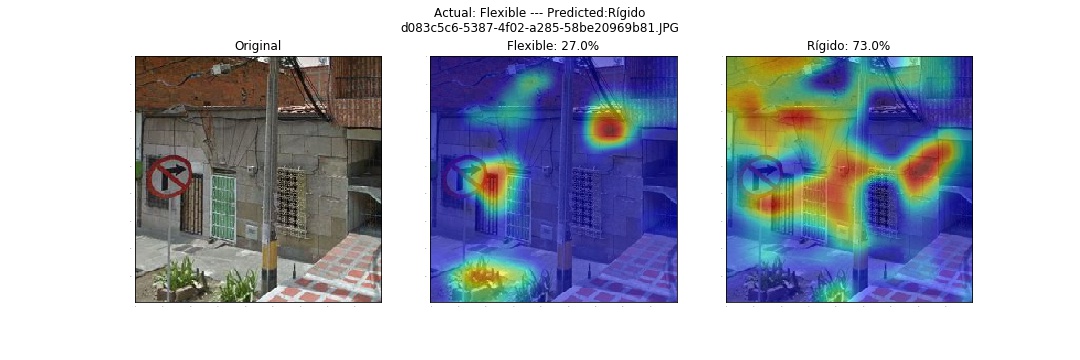 Actual: Flexible --- Predicted:Rígido
d083c5c6-5387-4f02-a285-58be20969b81.JPG
Original
Flexible: 27.0%
Rígido: 73.0%